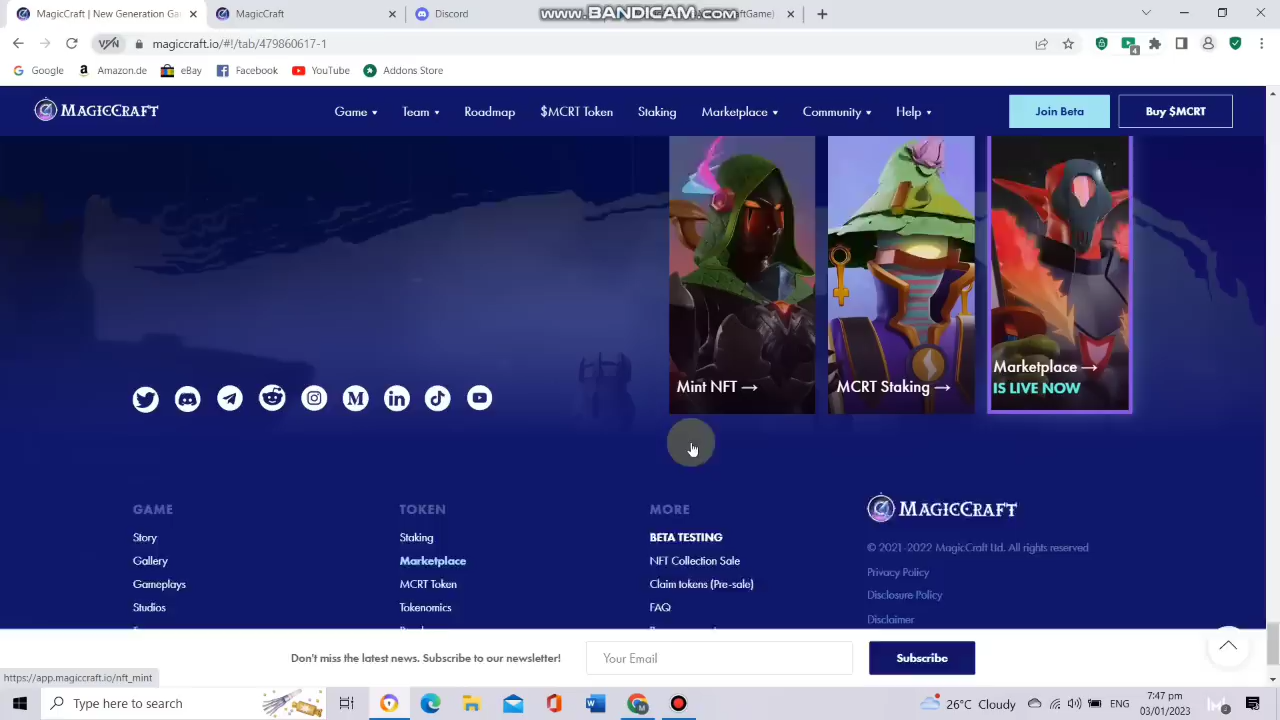 MagicCraft | New Generation Ga
MagicCraft
Discord
WWW.BANDICAM.COM
ftGame)
VPN
magiccraft.io/#!/tab/479860617-1
4
Google
Amazon.de
eBay
Facebook
YouTube
Addons Store
MAGICCRAFT
Game
Team
Roadmap
$MCRT Token
Staking
Marketplace
Community
Help
Join Beta
Buy $MCRT
Mint NFT →
MCRT Staking →
Marketplace →
IS LIVE NOW
GAME
Story
Gallery
Gameplays
Studios
TOKEN
Staking
Marketplace
MCRT Token
Tokenomics
MORE
BETA TESTING
NFT Collection Sale
Claim tokens (Pre-sale)
FAQ
MAGICCRAFT
© 2021-2022 MagicCraft Ltd. All rights reserved
Privacy Policy
Disclosure Policy
Disclaimer
Don't miss the latest news. Subscribe to our newsletter!
Your Email
Subscribe
https://app.magiccraft.io/nft_mint
Type here to search
26°C Cloudy
ENG
7:47 pm
03/01/2023